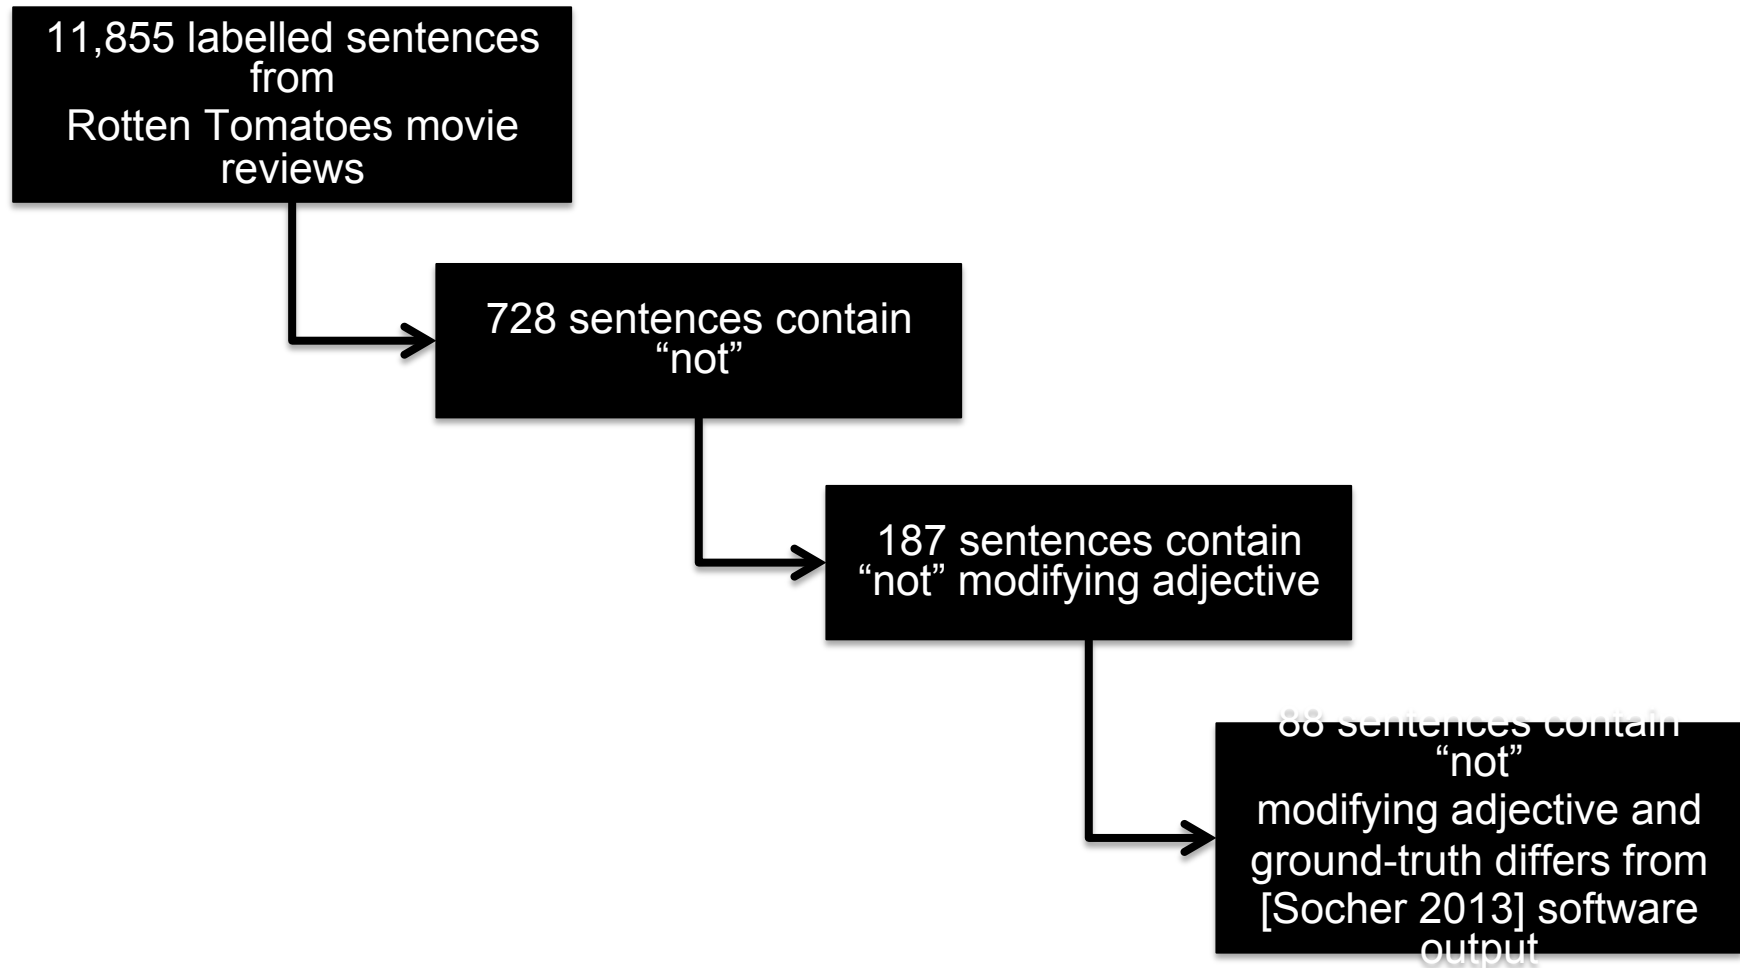 11,855 labelled sentences
from
Rotten Tomatoes movie
reviews
728 sentences contain
“not”
187 sentences contain
“not” modifying adjective
88 sentences contain
“not”
modifying adjective and
ground-truth differs from
[Socher 2013] software
output